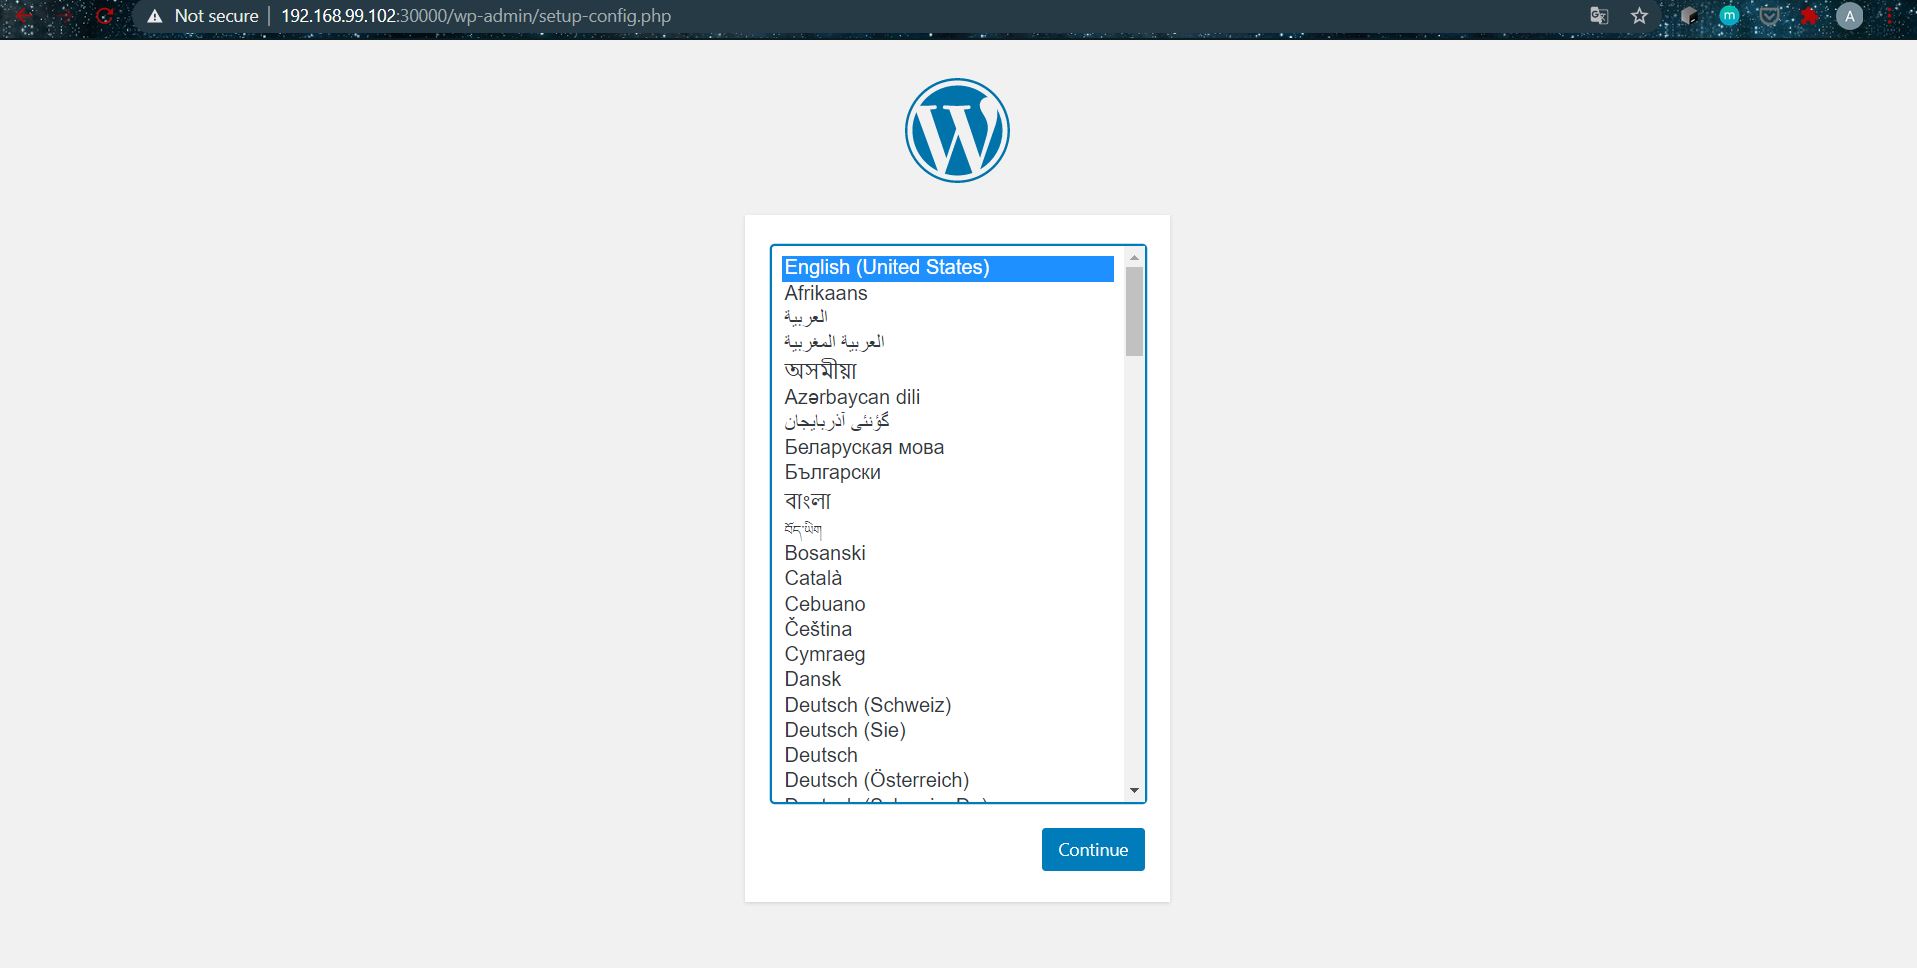 Not secure | 192.168.99.102:30000/wp-admin/setup-config.php
m
A
W
English (United States)
Afrikaans
العربية
العربية المغربية
অসমীয়া
Azərbaycan dili
گؤنئی آذربایجان
Беларуская мова
Български
বাংলা
བོད་ཡིག
Bosanski
Català
Cebuano
Čeština
Cymraeg
Dansk
Deutsch (Schweiz)
Deutsch (Sie)
Deutsch
Deutsch (Österreich)
Continue